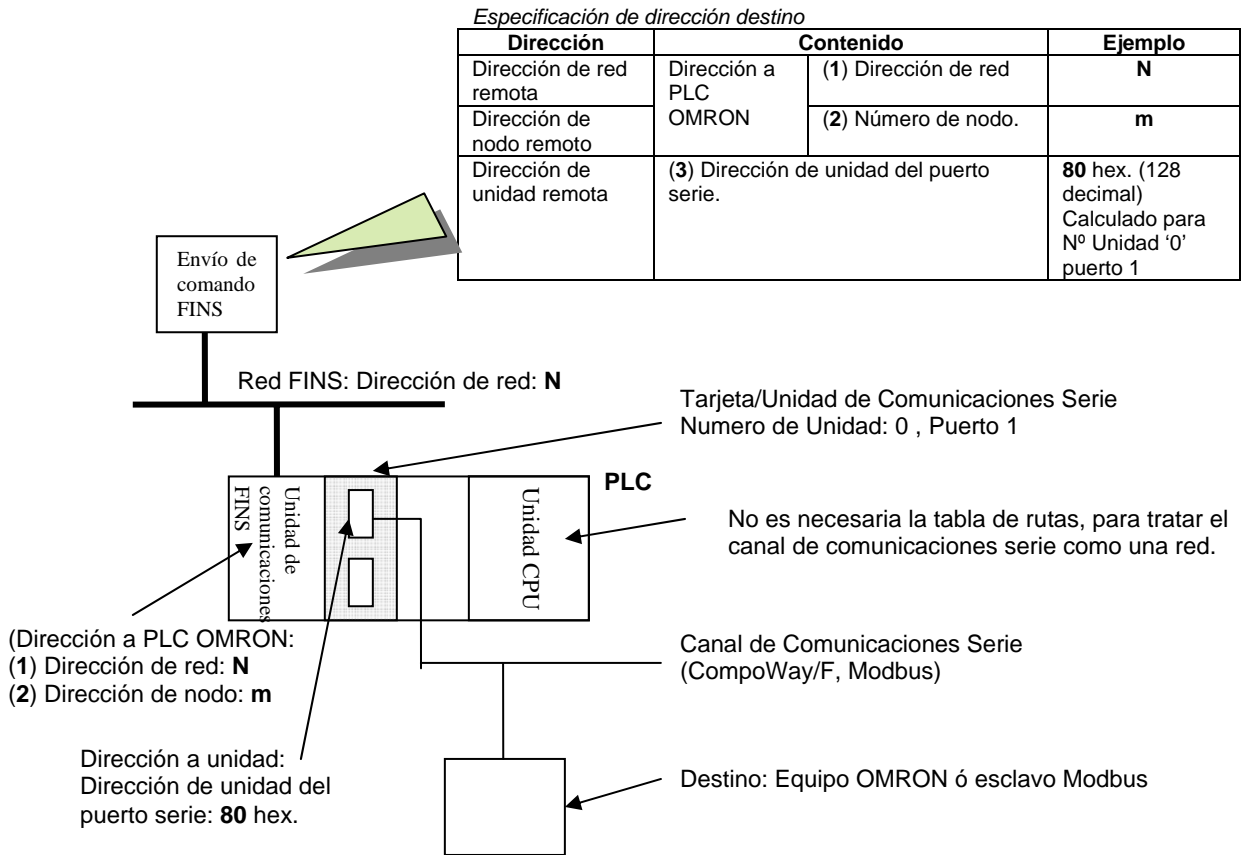 Especificación de dirección destino
Dirección
Contenido
Ejemplo
Dirección de red
remota
Dirección a
PLC
OMRON
(1) Dirección de red
N
Dirección de
nodo remoto
(2) Número de nodo.
m
Dirección de
unidad remota
(3) Dirección de unidad del puerto
serie.
80 hex. (128
decimal)
Calculado para
Nº Unidad ‘0’
puerto 1
Envío de
comando
FINS
Red FINS: Dirección de red: N
Tarjeta/Unidad de Comunicaciones Serie
Numero de Unidad: 0 , Puerto 1
PLC
Unidad de
comunicaciones
FINS
Unidad CPU
No es necesaria la tabla de rutas, para tratar el
canal de comunicaciones serie como una red.
(Dirección a PLC OMRON:
(1) Dirección de red: N
(2) Dirección de nodo: m
Canal de Comunicaciones Serie
(CompoWay/F, Modbus)
Dirección a unidad:
Dirección de unidad del
puerto serie: 80 hex.
Destino: Equipo OMRON ó esclavo Modbus